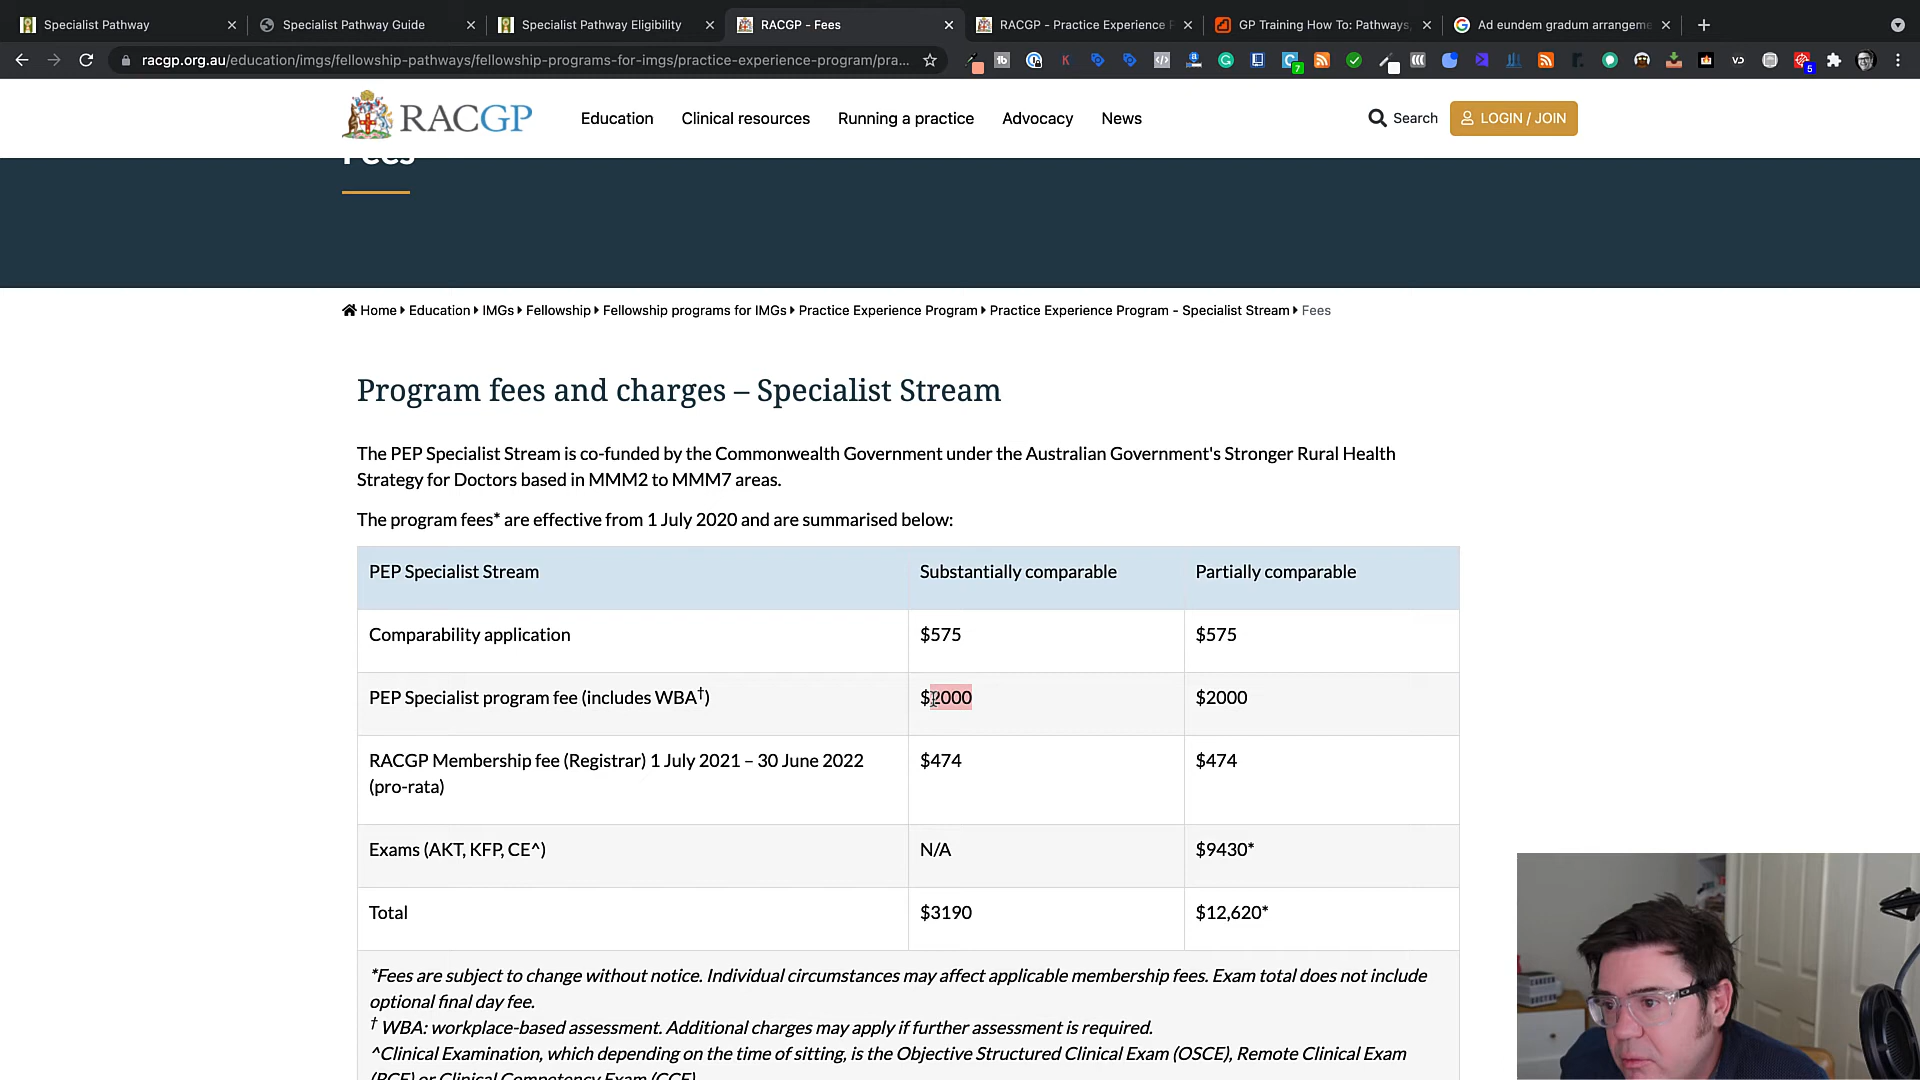 Specialist Pathway
Specialist Pathway Guide
Specialist Pathway Eligibility
RACGP - Fees
RACGP - Practice Experience P
GP Training How To: Pathways,
Ad eundem gradum arrangeme
racgp.org.au/education/imgs/fellowship-pathways/fellowship-programs-for-imgs/practice-experience-program/pra...
RACGP
Education
Clinical resources
Running a practice
Advocacy
News
Search
LOGIN / JOIN
Fees
Home Education IMGs Fellowship Fellowship programs for IMGs Practice Experience Program Practice Experience Program - Specialist Stream Fees
Program fees and charges – Specialist Stream
The PEP Specialist Stream is co-funded by the Commonwealth Government under the Australian Government's Stronger Rural Health
Strategy for Doctors based in MMM2 to MMM7 areas.
The program fees* are effective from 1 July 2020 and are summarised below:
PEP Specialist Stream Substantially comparable Partially comparable
Comparability application $575 $575
PEP Specialist program fee (includes WBA†) $2000 $2000
RACGP Membership fee (Registrar) 1 July 2021 – 30 June 2022 $474 $474
(pro-rata)
Exams (AKT, KFP, CE^) N/A $9430*
Total $3190 $12,620*
*Fees are subject to change without notice. Individual circumstances may affect applicable membership fees. Exam total does not include
optional final day fee.
† WBA: workplace-based assessment. Additional charges may apply if further assessment is required.
^Clinical Examination, which depending on the time of sitting, is the Objective Structured Clinical Exam (OSCE), Remote Clinical Exam
(RCE) or Clinical Competency Exam (CCE)